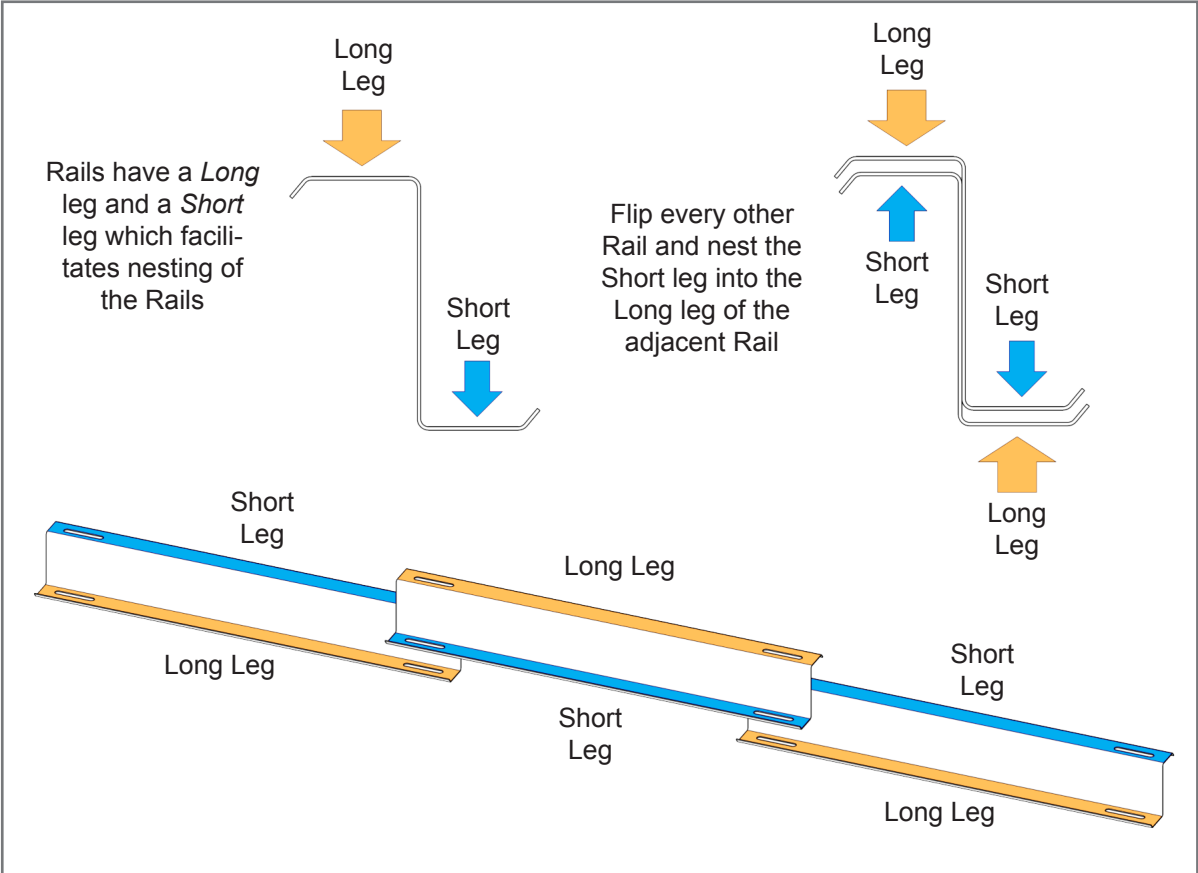 Long
Leg
Rails have a Long
leg and a Short
leg which facili-
tates nesting of
the Rails
Short
Leg
Long
Leg
Flip every other
Rail and nest the
Short leg into the
Long leg of the
adjacent Rail
Short
Leg
Short
Leg
Long
Leg
Short
Leg
Long Leg
Long Leg
Short
Leg
Short
Leg
Long Leg